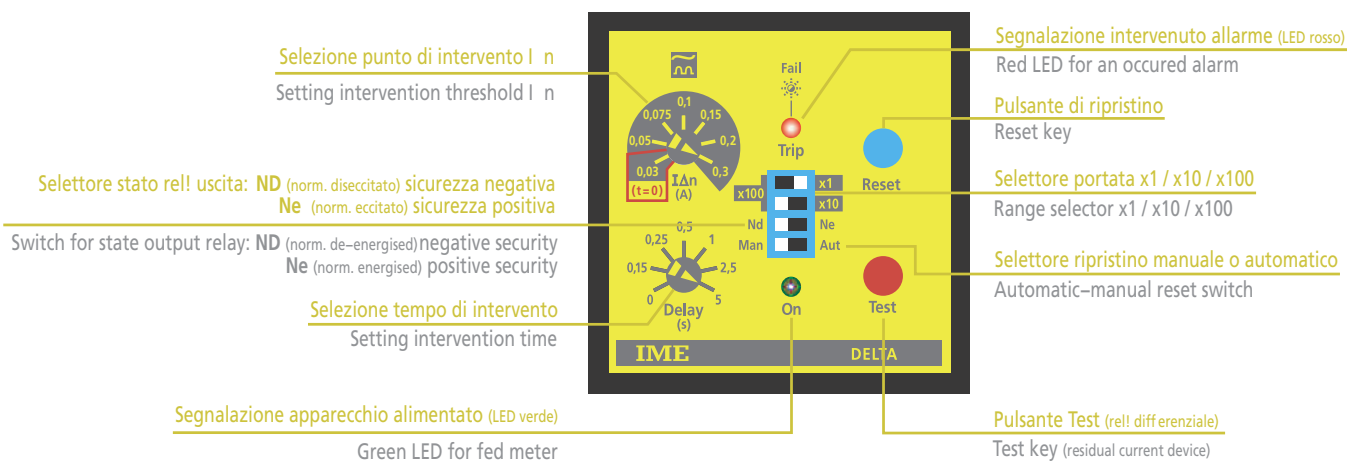 Selezione punto di intervento I n
Setting intervention threshold I n
Selettore stato rel! uscita: ND (norm. diseccitato) sicurezza negativa
Ne (norm. eccitato) sicurezza positiva
Switch for state output relay: ND (norm. de–energised) negative security
Ne (norm. energised) positive security
Selezione tempo di intervento
Setting intervention time
Segnalazione apparecchio alimentato (LED verde)
Green LED for fed meter
0,03
0,05
0,075
0,1
0,15
0,2
0,3
(t=0)
IΔn
(A)
Fail
Trip
Reset
x100
x1
x10
Nd
Ne
Man
Aut
0
0,15
0,25
0,5
1
2,5
5
Delay
(s)
On
Test
IME
DELTA
Segnalazione intervenuto allarme (LED rosso)
Red LED for an occured alarm
Pulsante di ripristino
Reset key
Selettore portata x1 / x10 / x100
Range selector x1 / x10 / x100
Selettore ripristino manuale o automatico
Automatic–manual reset switch
Pulsante Test (rel! diff erenziale)
Test key (residual current device)